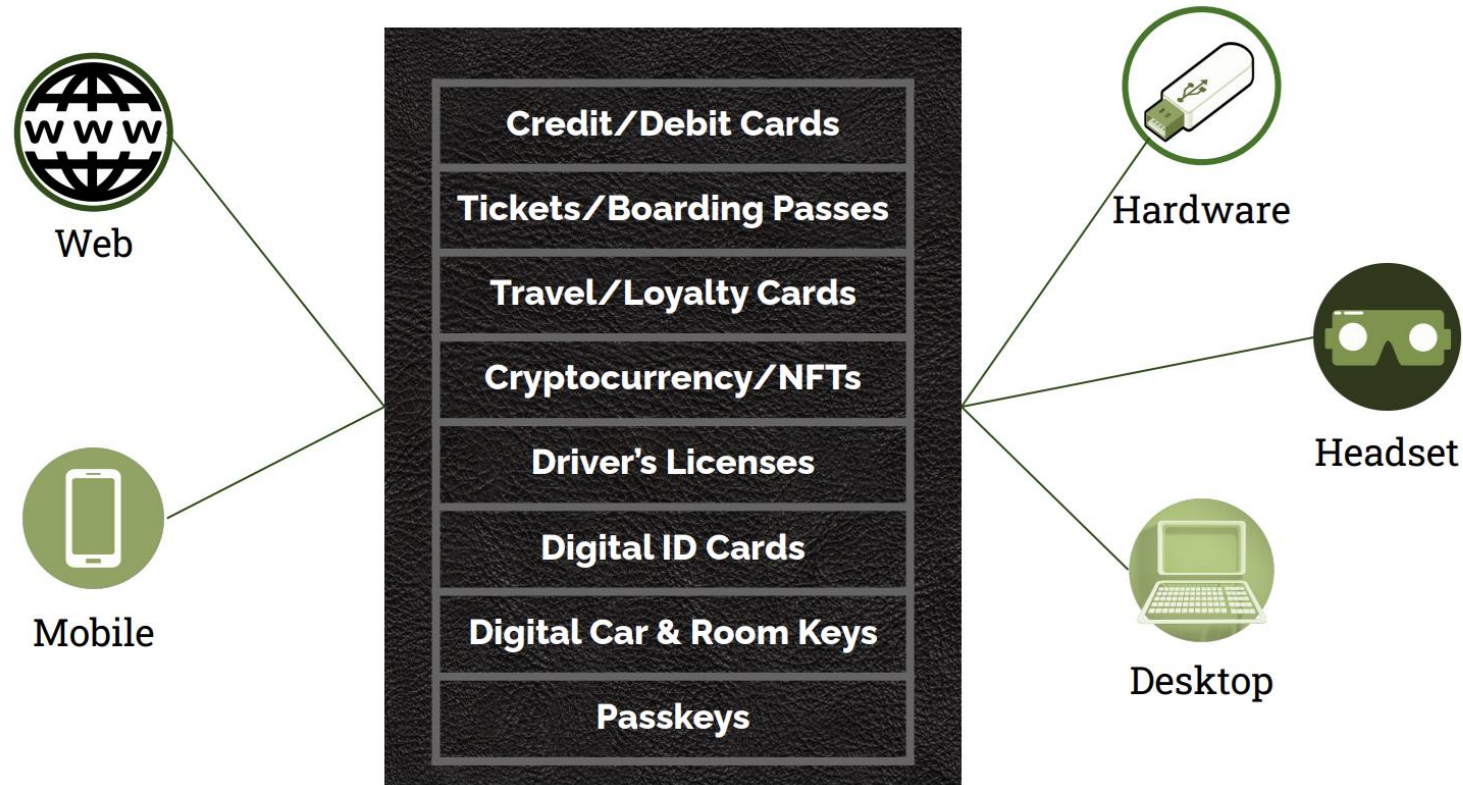 www
Web
Mobile
Credit/Debit Cards
Tickets/Boarding Passes
Travel/Loyalty Cards
Cryptocurrency/NFTs
Driver’s Licenses
Digital ID Cards
Digital Car & Room Keys
Passkeys
Hardware
Headset
Desktop